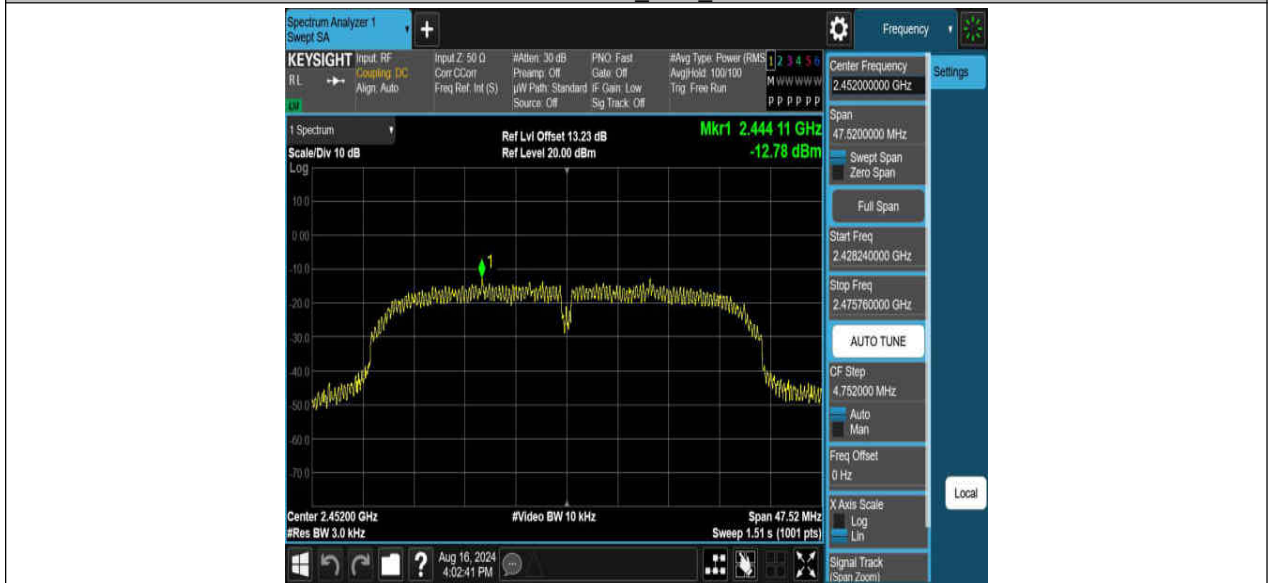 Spectrum Analyzer 1
Swept SA
+
Frequency
KEYSIGHT
RL
Input: RF
Coupling: DC
Align: Auto
Input Z: 50 Ω
Corr CCorr
Freq Ref: Int (S)
#Atten: 30 dB
Preamp: Off
µW Path: Standard
Source: Off
PNO: Fast
Gate: Off
IF Gain: Low
Sig Track: Off
#Avg Type: Power (RMS
Avg|Hold: 100/100
Trig: Free Run
1 2 3 4 5 6
M W W W W W
P P P P P P
Center Frequency
2.452000000 GHz
Settings
Span
47.5200000 MHz
Swept Span
Zero Span
Full Span
Start Freq
2.428240000 GHz
Stop Freq
2.475760000 GHz
AUTO TUNE
CF Step
4.752000 MHz
Auto
Man
Freq Offset
0 Hz
X Axis Scale
Log
Lin
Signal Track
(Span Zoom)
Local
1 Spectrum
Scale/Div 10 dB
Log
Ref Lvl Offset 13.23 dB
Ref Level 20.00 dBm
Mkr1 2.444 11 GHz
-12.78 dBm
10.0
0.00
-10.0
-20.0
-30.0
-40.0
-50.0
-60.0
-70.0
1
Center 2.45200 GHz
#Res BW 3.0 kHz
#Video BW 10 kHz
Span 47.52 MHz
Sweep 1.51 s (1001 pts)
?
Aug 16, 2024
4:02:41 PM